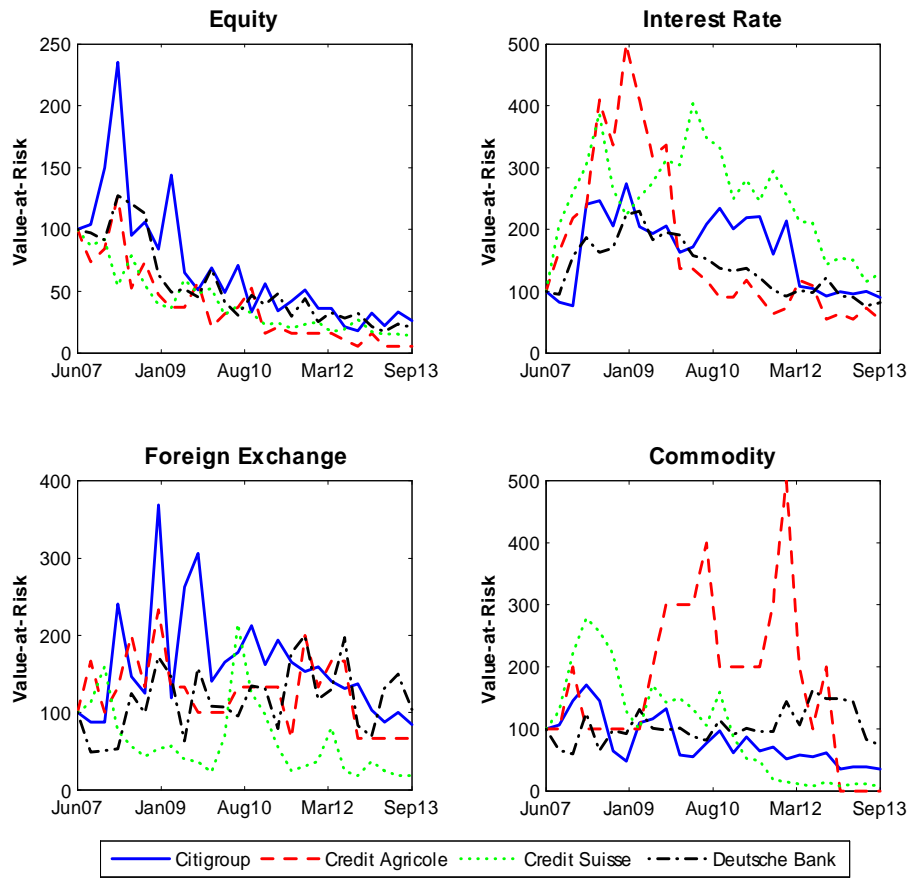 Equity
Value-at-Risk
250
200
150
100
50
0
Jun07 Jan09 Aug10 Mar12 Sep13
Interest Rate
Value-at-Risk
500
400
300
200
100
0
Jun07 Jan09 Aug10 Mar12 Sep13
Foreign Exchange
Value-at-Risk
400
300
200
100
0
Jun07 Jan09 Aug10 Mar12 Sep13
Commodity
Value-at-Risk
500
400
300
200
100
0
Jun07 Jan09 Aug10 Mar12 Sep13
Citigroup Credit Agricole Credit Suisse Deutsche Bank